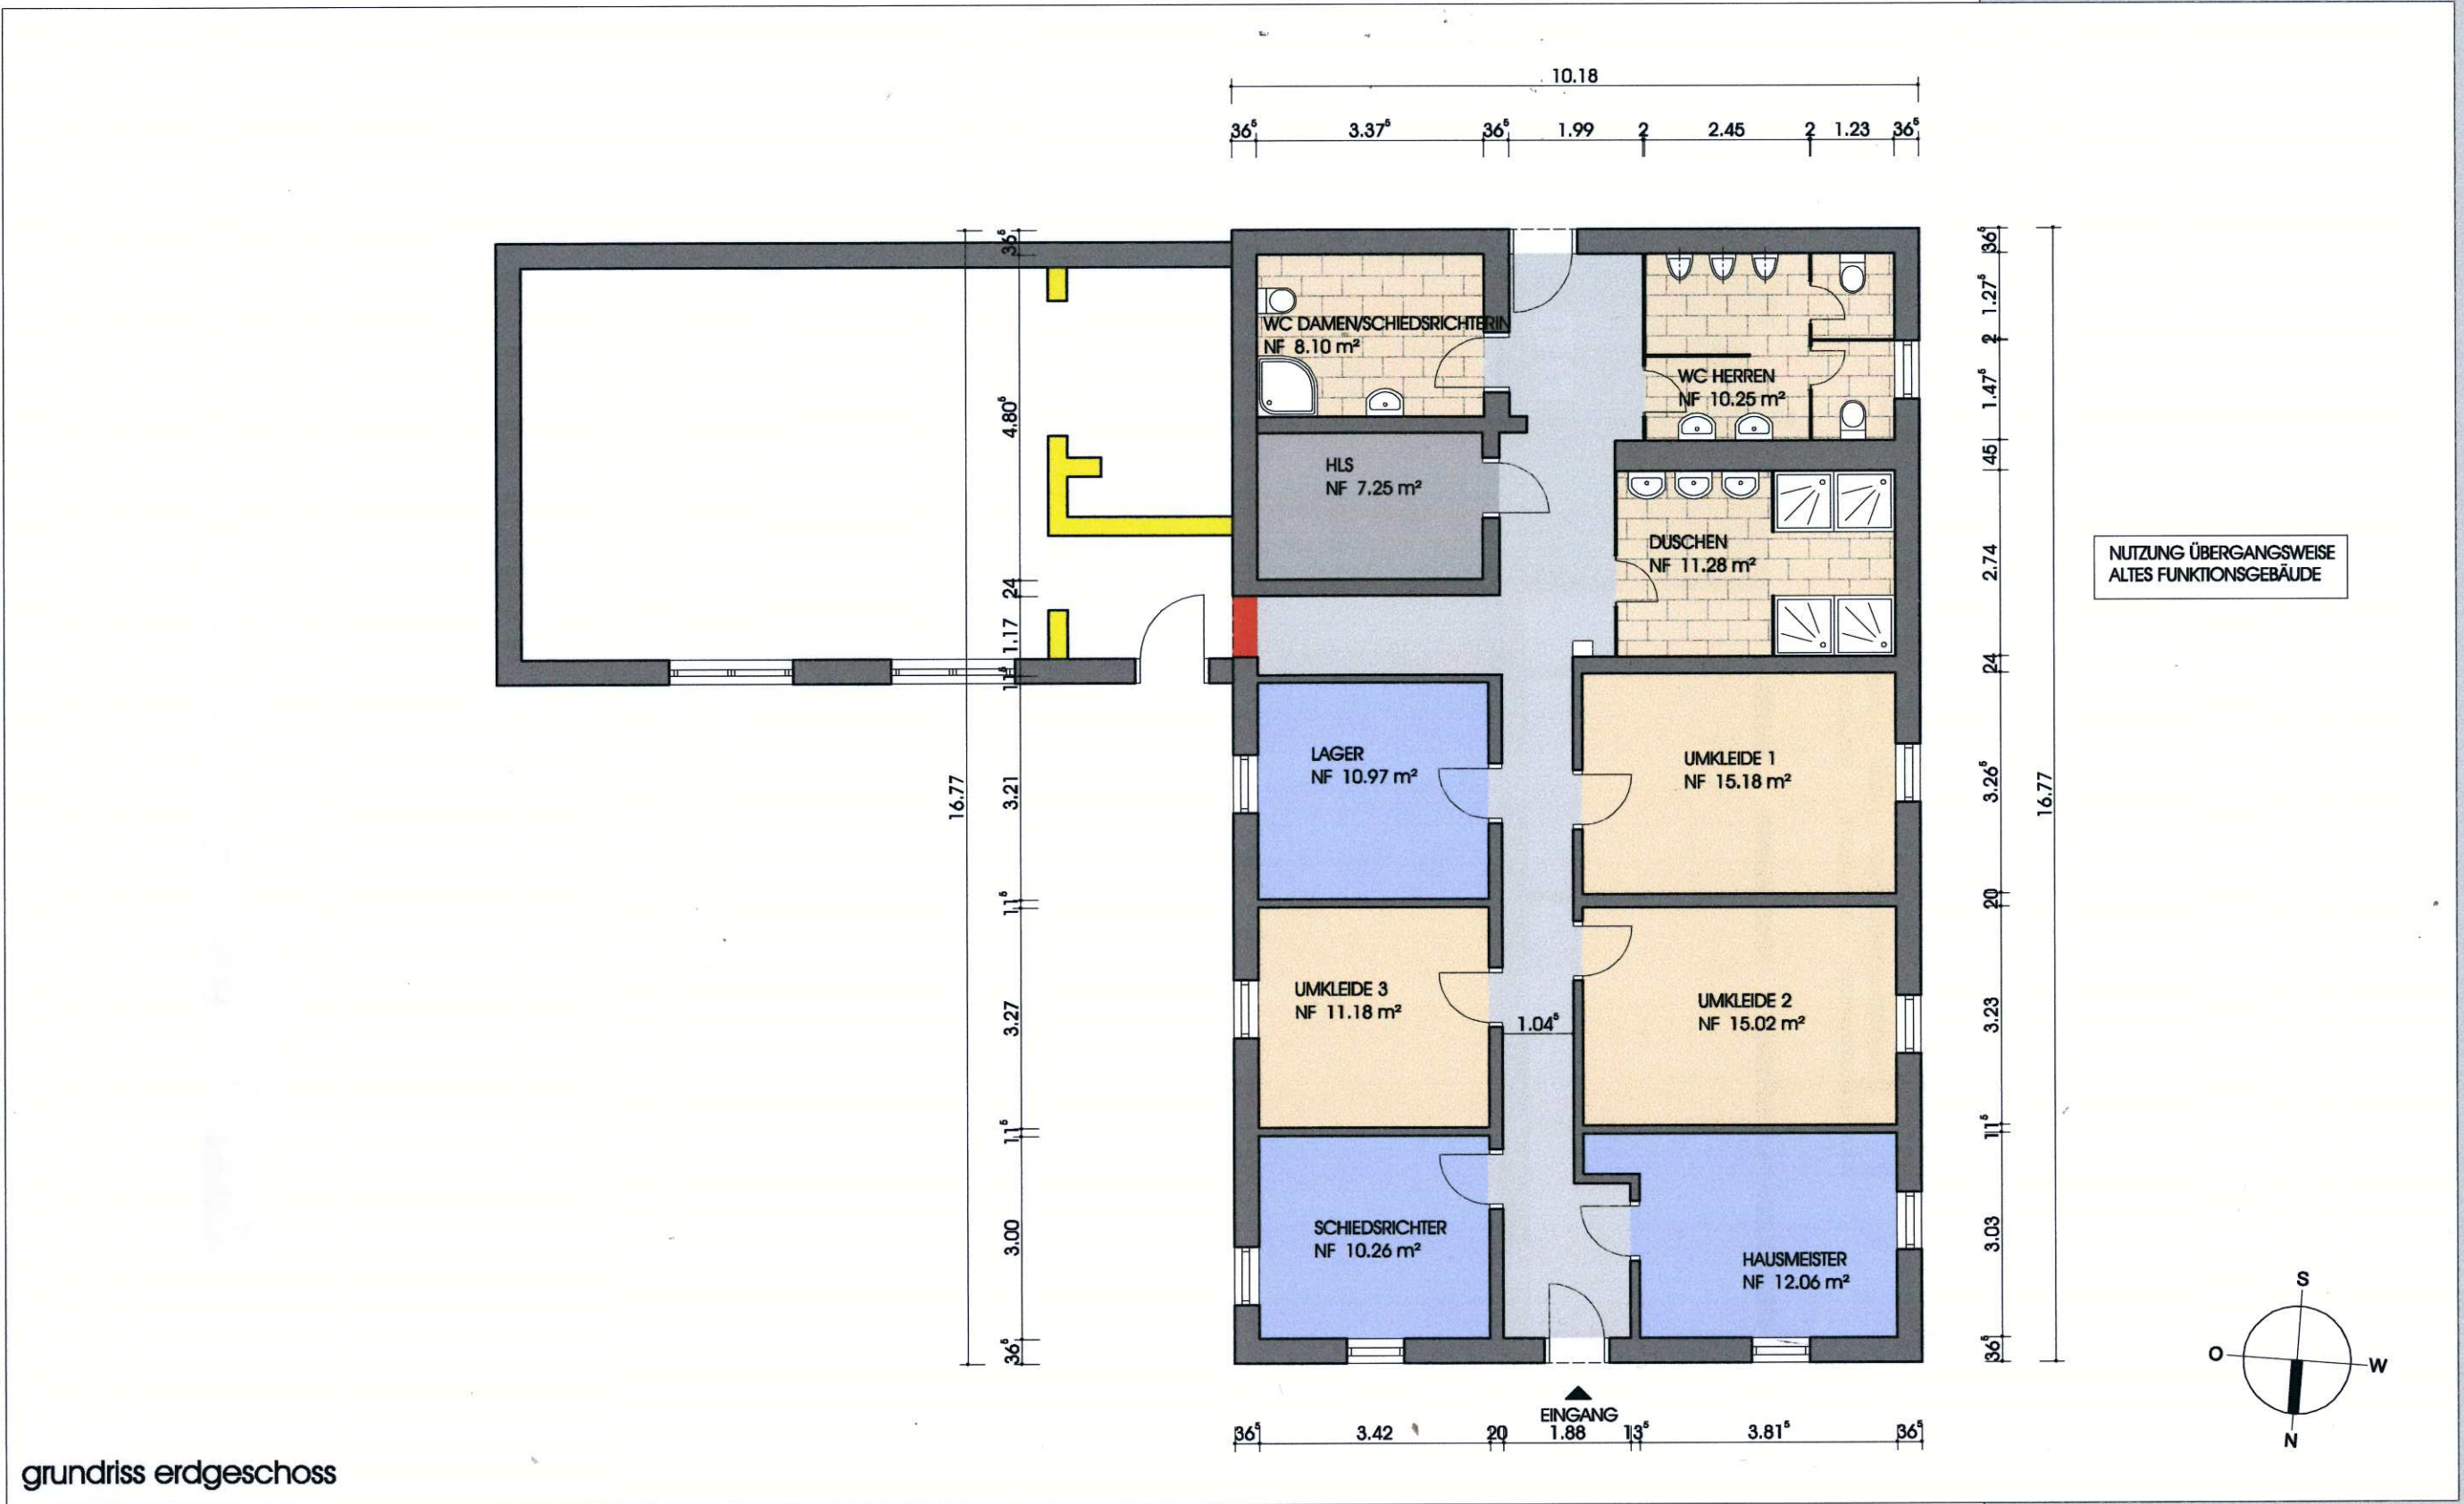 10.18
36⁵ 3.37⁵ 36⁵ 1.99 2 2.45 2 1.23 36⁵
WC DAMEN/SCHIEDSRICHTERIN
NF 8.10 m²
WC HERREN
NF 10.25 m²
HLS
NF 7.25 m²
DUSCHEN
NF 11.28 m²
LAGER
NF 10.97 m²
UMKLEIDE 1
NF 15.18 m²
UMKLEIDE 3
NF 11.18 m²
UMKLEIDE 2
NF 15.02 m²
1.04⁵
SCHIEDSRICHTER
NF 10.26 m²
HAUSMEISTER
NF 12.06 m²
16.77
36⁵
4.80⁵
24
1.17
11⁵
3.21
11⁵
3.27
11⁵
3.00
36⁵
36⁵
1.27⁵
2
1.47⁵
45
2.74
24
3.26⁵
20
3.23
11⁵
3.03
36⁵
16.77
NUTZUNG ÜBERGANGSWEISE
ALTES FUNKTIONSGEBÄUDE
EINGANG
36⁵ 3.42 20 1.88 13⁵ 3.81⁵ 36⁵
S
O
W
N
grundriss erdgeschoss